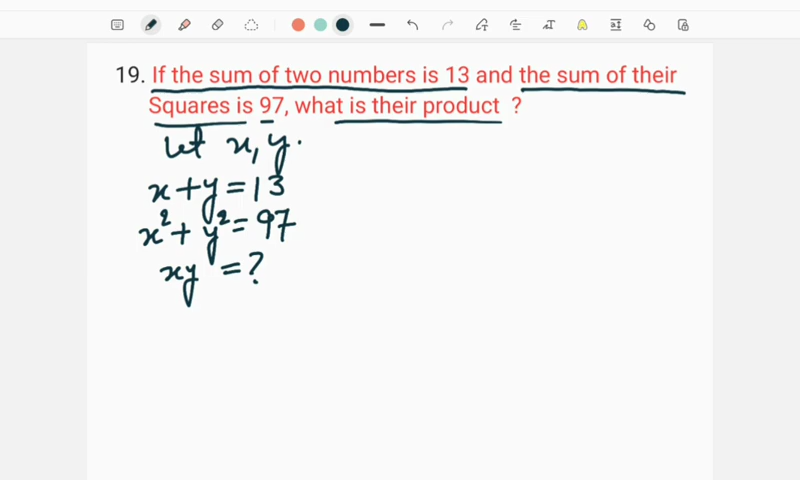 19. If the sum of two numbers is 13 and the sum of their
Squares is 97, what is their product ?
Let x, y.
x+y=13
x²+y²=97
xy =?